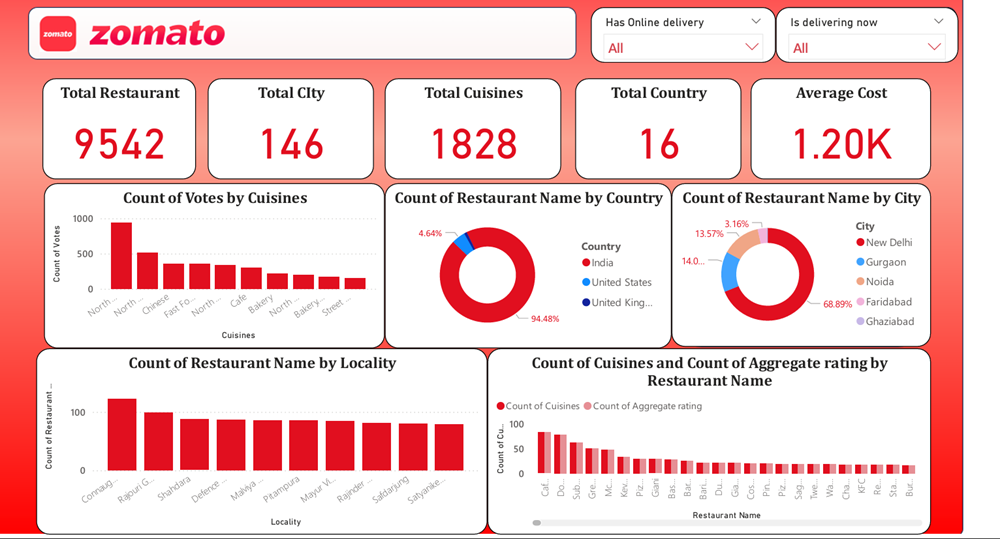 zomato
zomato
Has Online delivery
All
Is delivering now
All
Total Restaurant
9542
Total CIty
146
Total Cuisines
1828
Total Country
16
Average Cost
1.20K
Count of Votes by Cuisines
Count of Votes
1000
500
0
North ...
North ...
Chinese
Fast Fo...
North ...
Cafe
Bakery
North ...
Bakery...
Street ...
Cuisines
Count of Restaurant Name by Country
4.64%
94.48%
Country
India
United States
United King...
Count of Restaurant Name by City
3.16%
13.57%
14.0...
68.89%
City
New Delhi
Gurgaon
Noida
Faridabad
Ghaziabad
Count of Restaurant Name by Locality
Count of Restaurant ...
100
0
Connaug...
Rajouri G...
Shahdara
Defence ...
Malviya ...
Pitampura
Mayur Vi...
Rajinder ...
Safdarjung
Satyanike...
Locality
Count of Cuisines and Count of Aggregate rating by
Restaurant Name
Count of Cuisines
Count of Aggregate rating
Count of Cu...
100
50
0
Caf...
Do...
Sub...
Gre...
Mc...
Kev...
Piz...
Giani
Bas...
Bar...
Bari...
Du...
Gia...
Cos...
Pin...
Piz...
Sag...
Twe...
Wa...
Cha...
KFC
Re...
Sta...
Bur...
Restaurant Name